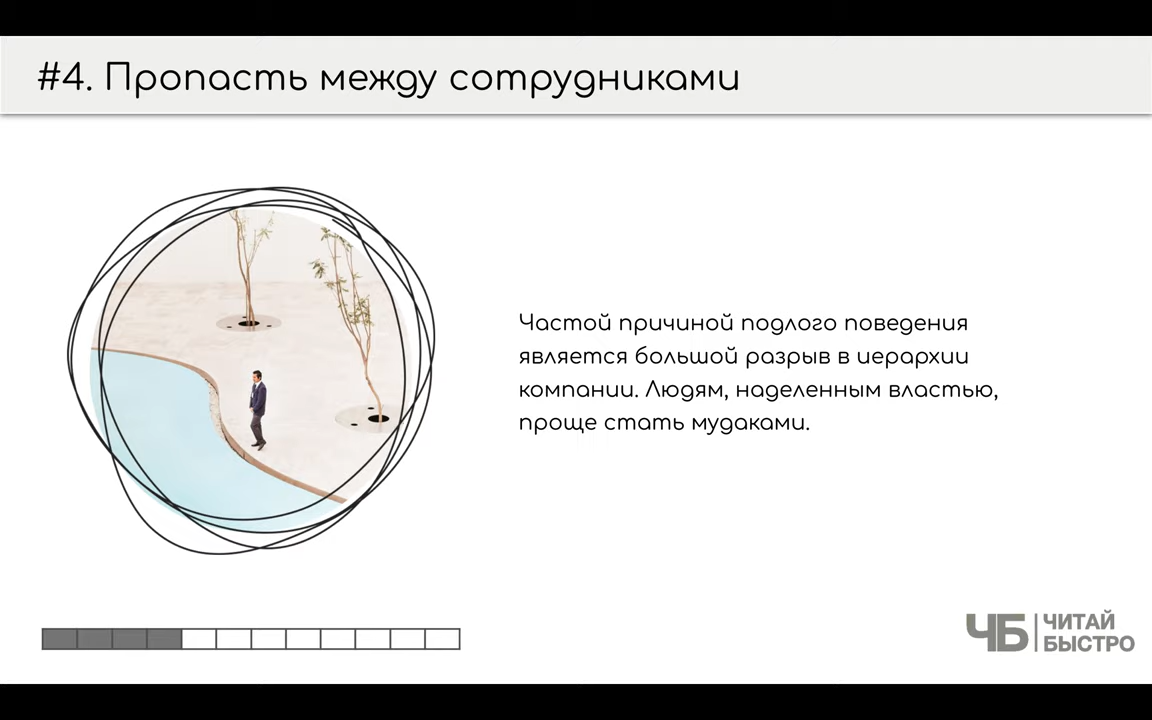 #4. Пропасть между сотрудниками
Частой причиной подлого поведения
является большой разрыв в иерархии
компании. Людям, наделенным властью,
проще стать мудаками.
ЧБ
ЧИТАЙ
БЫСТРО